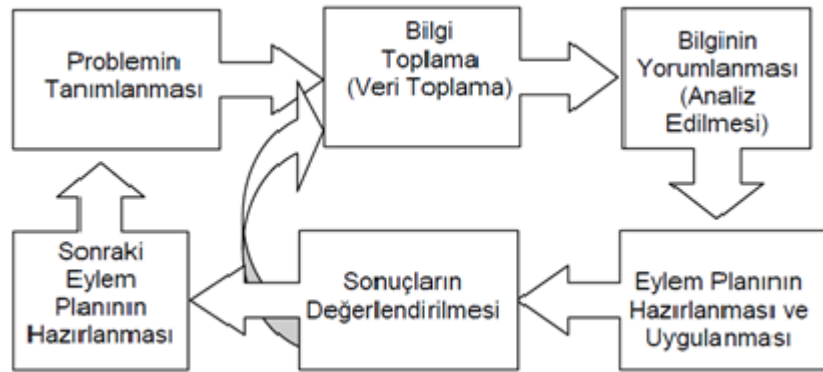 Problemin
Tanımlanması
Bilgi
Toplama
(Veri Toplama)
Bilginin
Yorumlanması
(Analiz
Edilmesi)
Sonraki
Eylem
Planının
Hazırlanması
Sonuçların
Değerlendirilmesi
Eylem Planının
Hazırlanması ve
Uygulanması